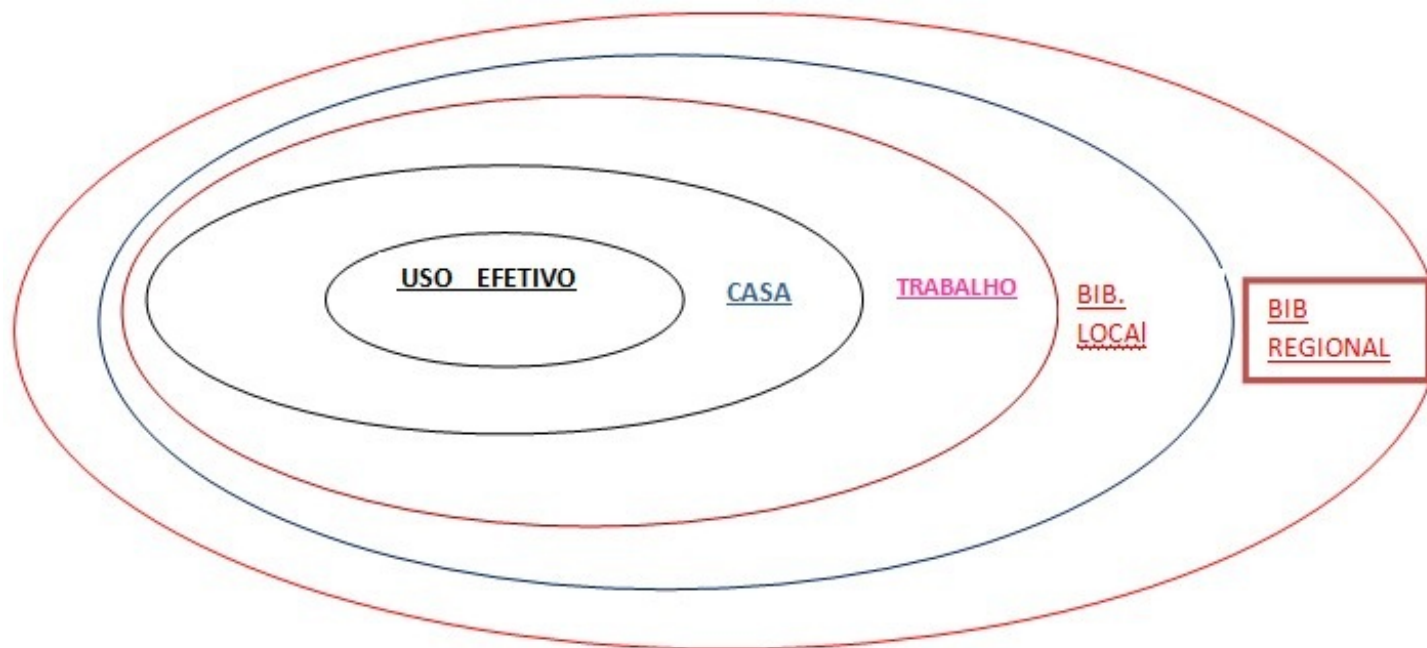 USO EFETIVO
CASA
TRABALHO
BIB.
LOCAl
BIB
REGIONAL